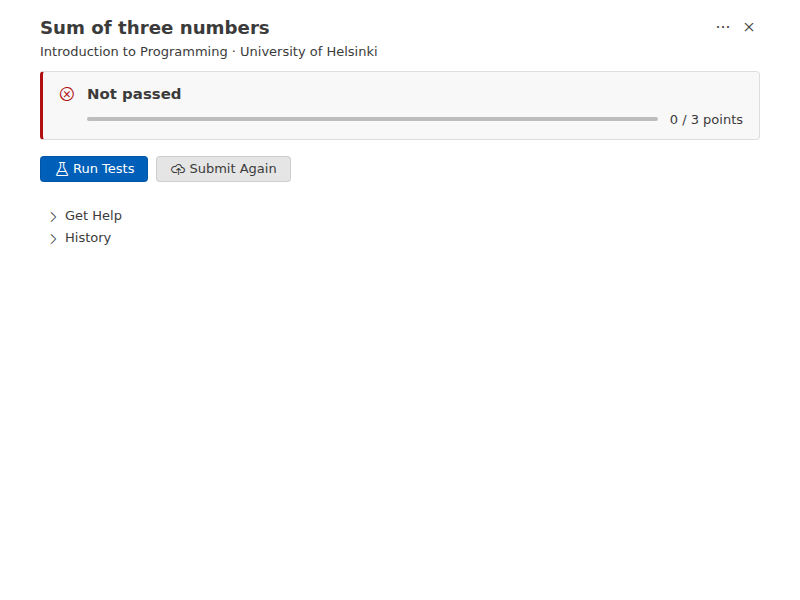 Sum of three numbers
Introduction to Programming · University of Helsinki
Not passed
0 / 3 points
Run Tests
Submit Again
Get Help
History